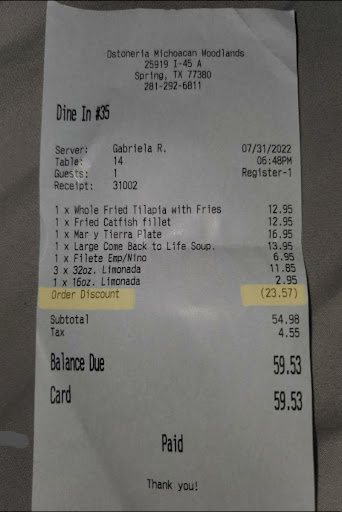 Ostoneria Michoacan Woodlands
25919 I-45 A
Spring, TX 77380
281-292-6811
Dine In #35
Server: Gabriela R. 07/31/2022
Table: 14 06:48PM
Guests: 1 Register-1
Receipt: 31002
1 x Whole Fried Tilapia with Fries 12.95
1 x Fried Catfish fillet 12.95
1 x Mar y Tierra Plate 16.95
1 x Large Come Back to Life Soup. 13.95
1 x Filete Emp/Nino 6.95
3 x 32oz. Limonada 11.85
1 x 16oz. Limonada 2.95
Order Discount (23.57)
Subtotal 54.98
Tax 4.55
Balance Due 59.53
Card 59.53
Paid
Thank you!